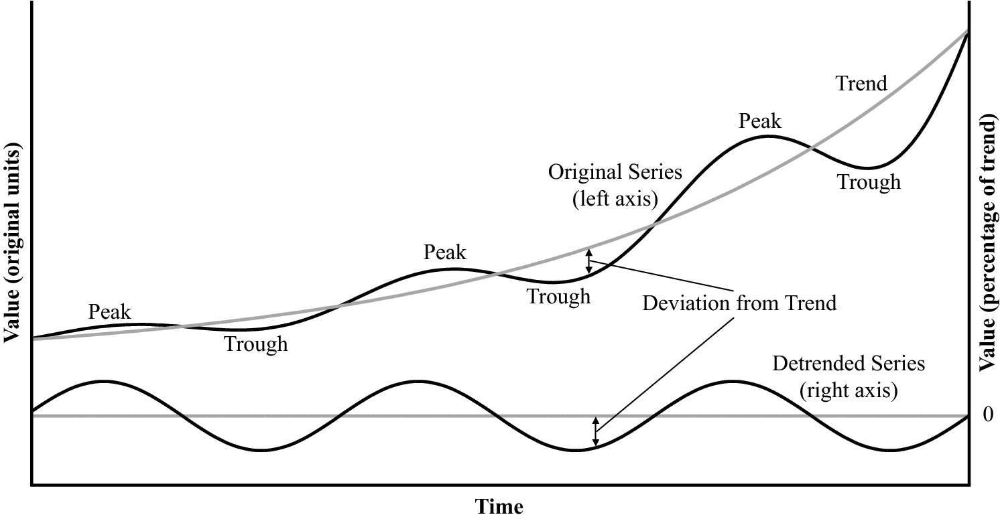 Trend
Peak
Original Series
(left axis)
Trough
Peak
Trough
Deviation from Trend
Peak
Trough
Detrended Series
(right axis)
0
Value (original units)
Value (percentage of trend)
Time